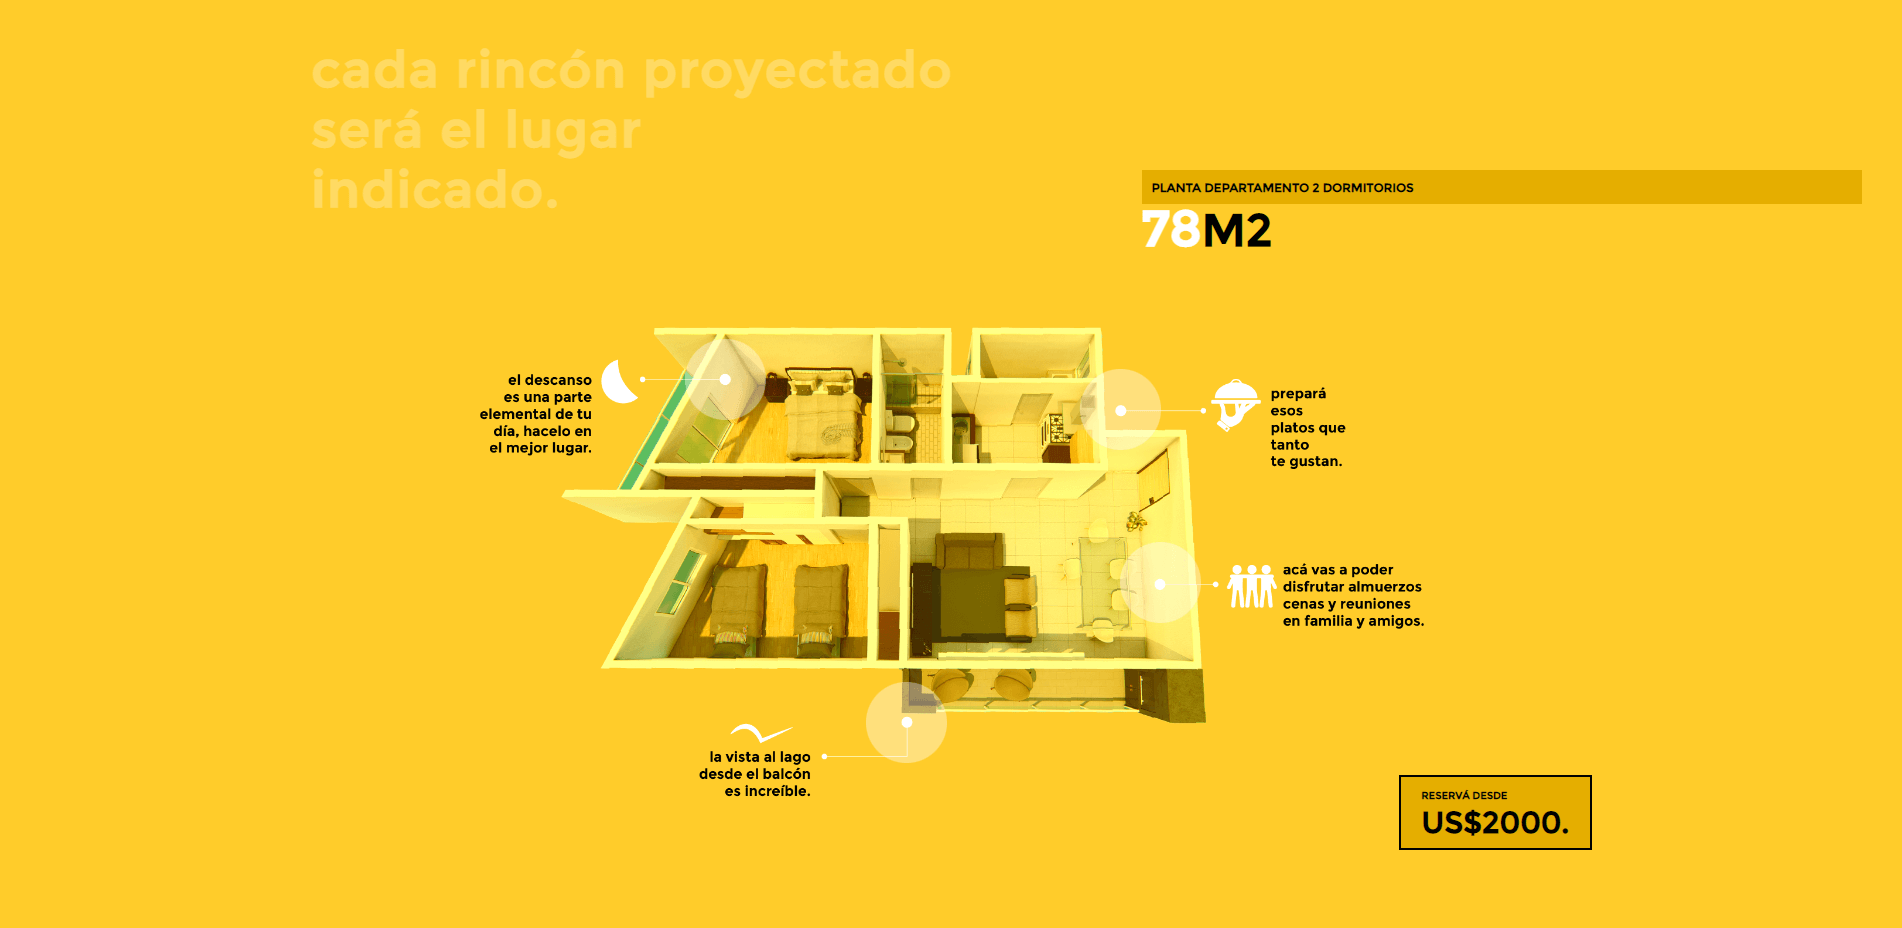 cada rincón proyectado
será el lugar
indicado.
PLANTA DEPARTAMENTO 2 DORMITORIOS
78M2
el descanso
es una parte
elemental de tu
día, hacelo en
el mejor lugar.
prepará
esos
platos que
tanto
te gustan.
acá vas a poder
disfrutar almuerzos
cenas y reuniones
en familia y amigos.
la vista al lago
desde el balcón
es increíble.
RESERVÁ DESDE
US$2000.